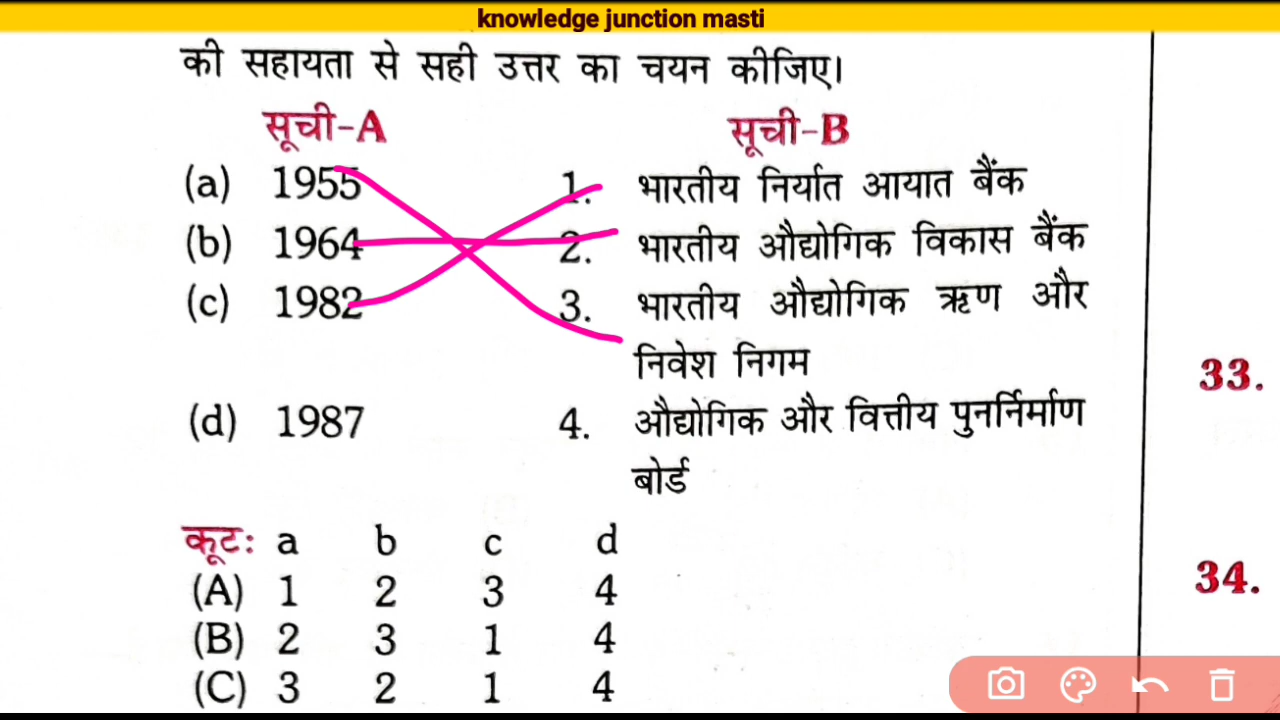 knowledge junction masti
की सहायता से सही उत्तर का चयन कीजिए।
सूची-A सूची-B
(a) 1955 1. भारतीय निर्यात आयात बैंक
(b) 1964 2. भारतीय औद्योगिक विकास बैंक
(c) 1982 3. भारतीय औद्योगिक ऋण और
निवेश निगम
33.
(d) 1987 4. औद्योगिक और वित्तीय पुनर्निर्माण
बोर्ड
कूटः a b c d
(A) 1 2 3 4
34.
(B) 2 3 1 4
(C) 3 2 1 4